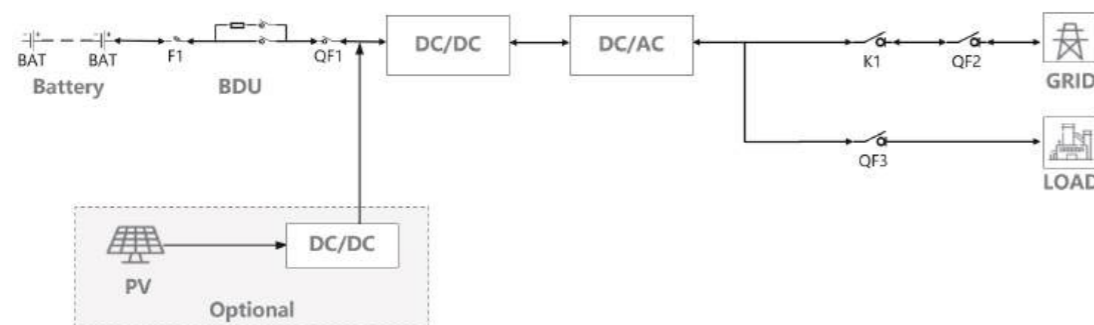 BAT
BAT
F1
QF1
DC/DC
DC/AC
K1
QF2
Battery
BDU
GRID
QF3
LOAD
PV
DC/DC
Optional